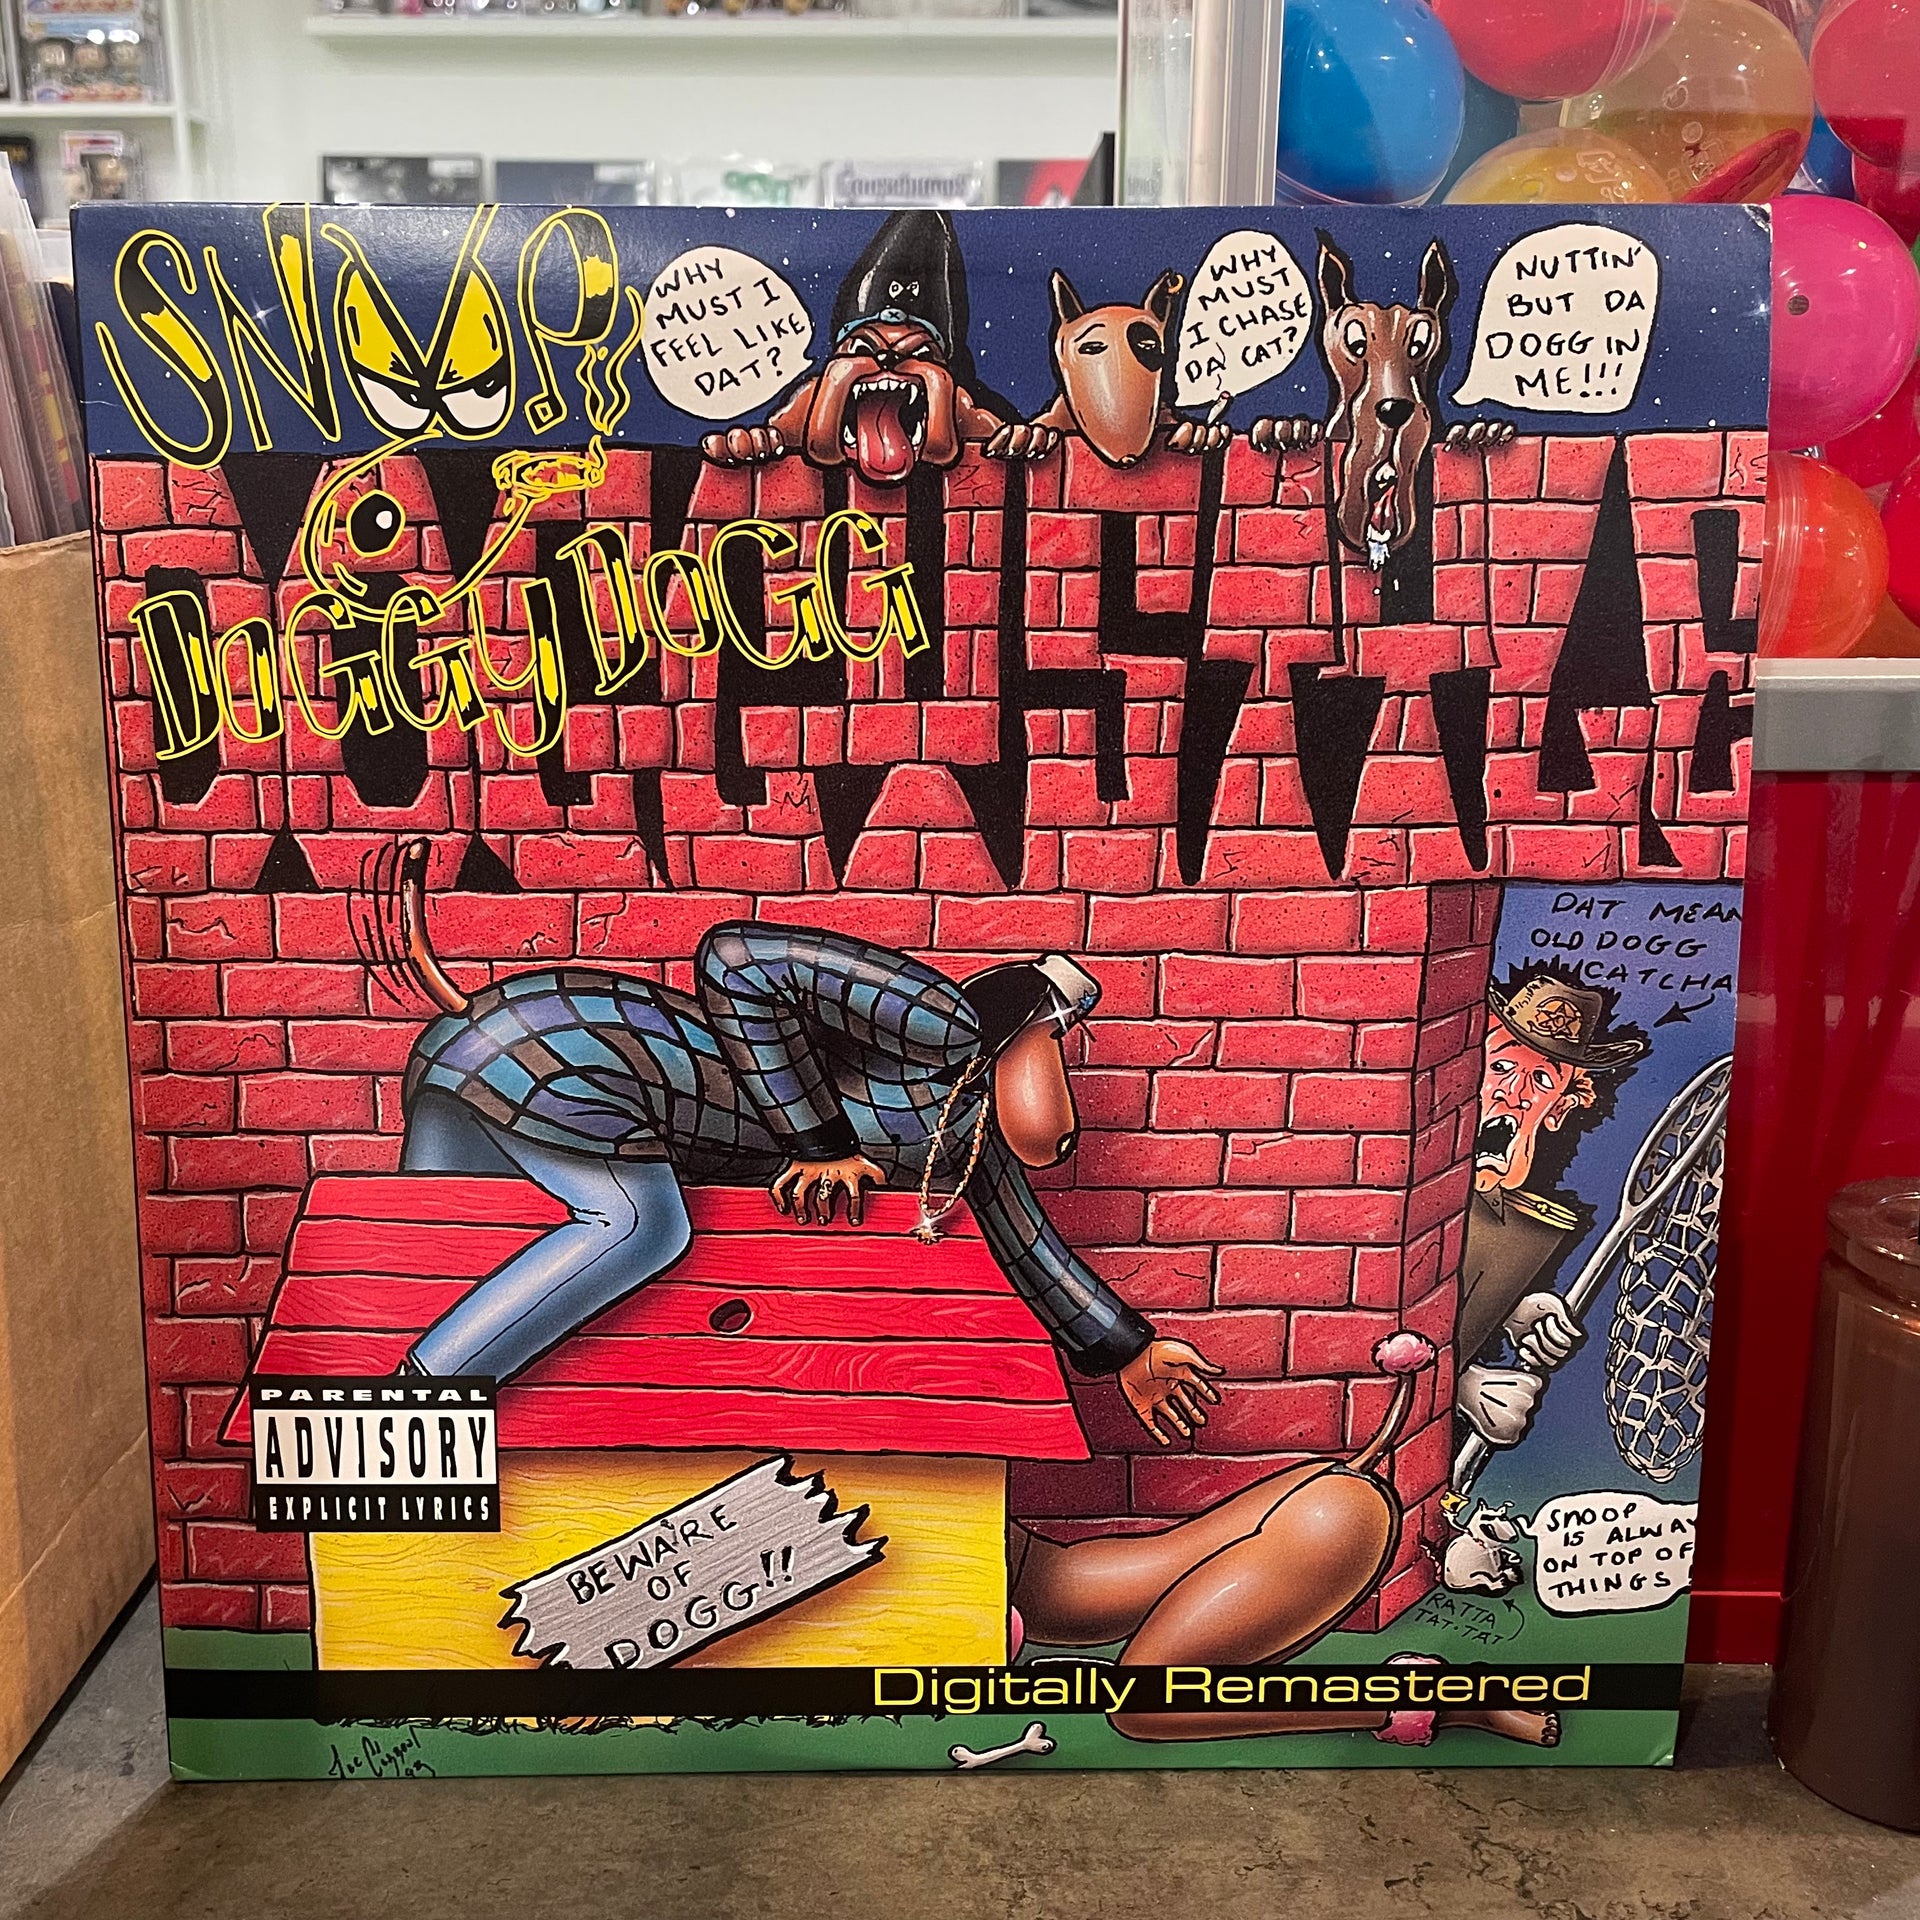 SNOOP
DOGGY DOGG
WHY
MUST I
FEEL LIKE
DAT?
WHY
MUST
I CHASE
DA CAT?
NUTTIN'
BUT DA
DOGG IN
ME!!!
DOGGYSTYLE
DAT MEAN
OLD DOGG
CATCHA
PARENTAL
ADVISORY
EXPLICIT LYRICS
BEWARE
OF
DOGG!!
SNOOP
IS ALWAY
ON TOP OF
THINGS!
RATTA
TAT-TAT
Digitally Remastered